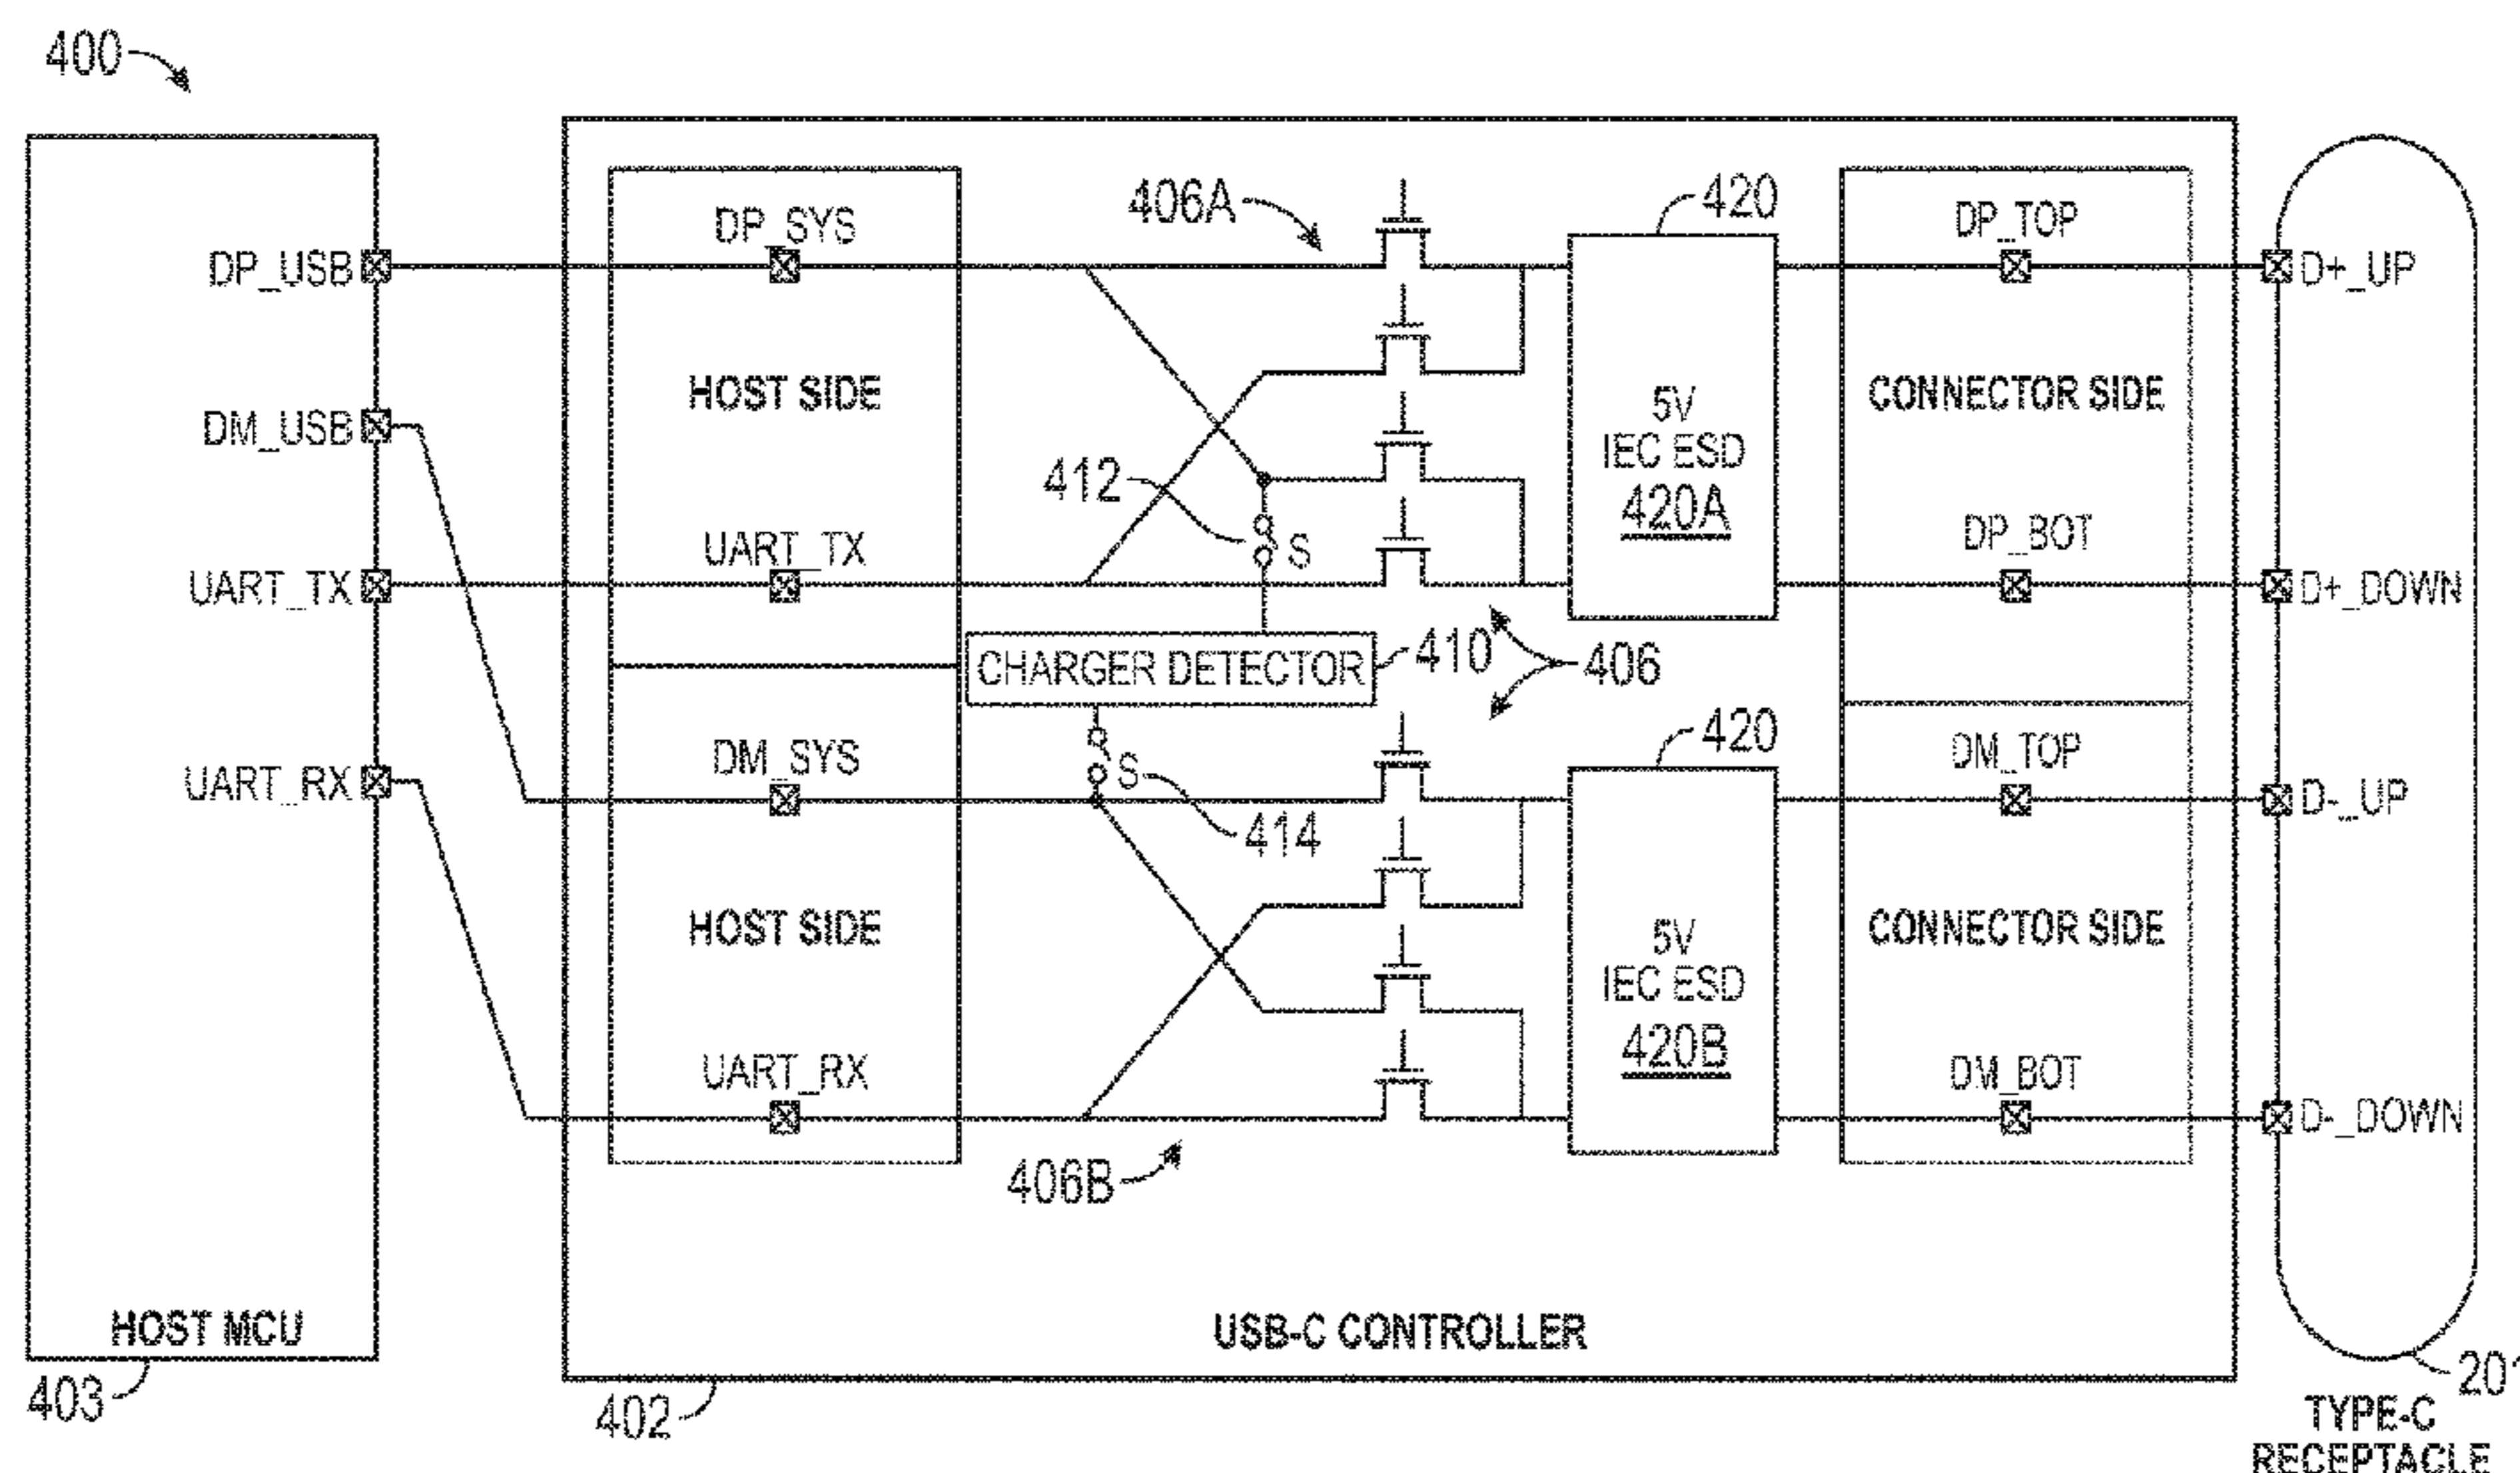 400
406A
420
DP_SYS
DP_TOP
DP_USB
D+_UP
HOST SIDE
CONNECTOR SIDE
5V
IEC ESD
420A
DM_USB
412
S
UART_TX
UART_TX
DP_BOT
D+_DOWN
CHARGER DETECTOR
410
406
420
DM_SYS
S
414
DM_TOP
UART_RX
D-_UP
HOST SIDE
CONNECTOR SIDE
5V
IEC ESD
420B
UART_RX
DM_BOT
D-_DOWN
406B
HOST MCU
403
USB-C CONTROLLER
402
TYPE-C
RECEPTACLE